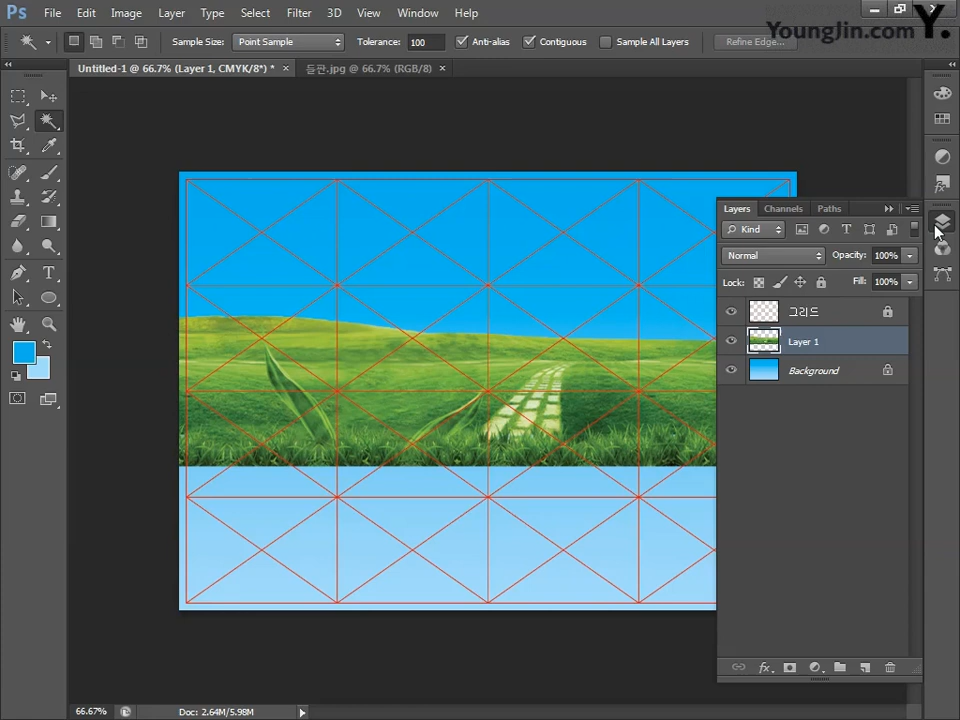 Ps File Edit Image Layer Type Select Filter 3D View Window Help
Sample Size: Point Sample Tolerance: 100 Anti-alias Contiguous Sample All Layers Refine Edge...
YoungJin.com Y.
Untitled-1 @ 66.7% (Layer 1, CMYK/8*) * × 들판.jpg @ 66.7% (RGB/8) ×
Layers Channels Paths
Kind
Normal Opacity: 100%
Lock: Fill: 100%
그리드
Layer 1
Background
fx
66.67% Doc: 2.64M/5.98M